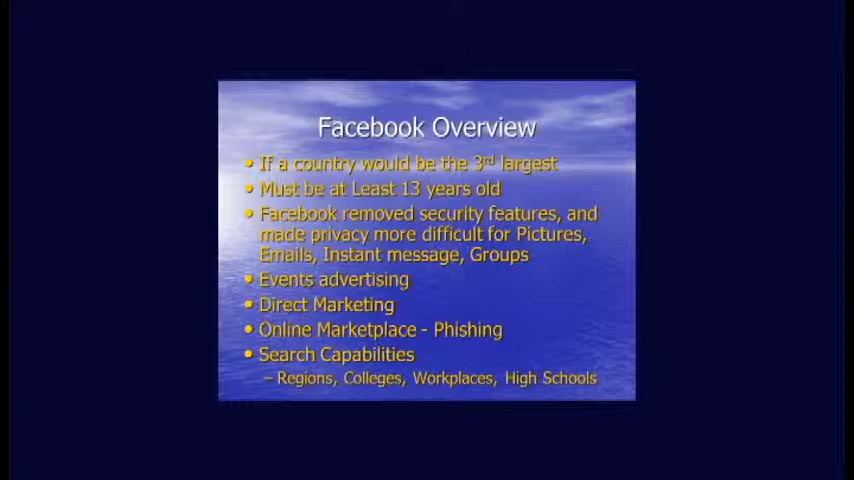 Facebook Overview
• If a country would be the 3rd largest
• Must be at Least 13 years old
• Facebook removed security features, and
made privacy more difficult for Pictures,
Emails, Instant message, Groups
• Events advertising
• Direct Marketing
• Online Marketplace - Phishing
• Search Capabilities
– Regions, Colleges, Workplaces, High Schools